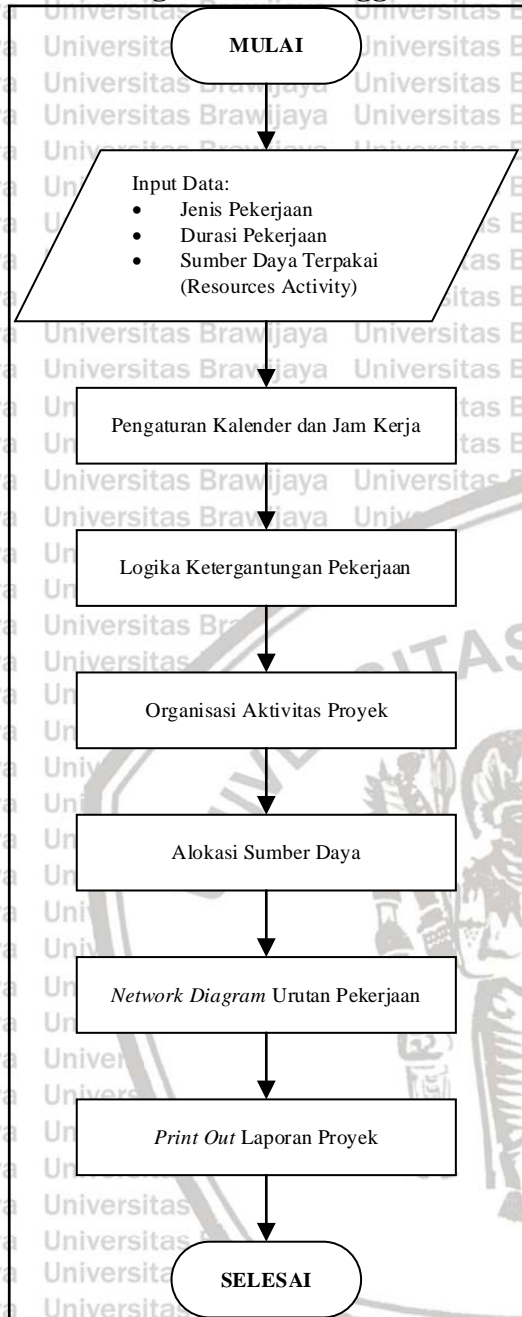 MULAI
Input Data:
• Jenis Pekerjaan
• Durasi Pekerjaan
• Sumber Daya Terpakai
(Resources Activity)
Pengaturan Kalender dan Jam Kerja
Logika Ketergantungan Pekerjaan
Organisasi Aktivitas Proyek
Alokasi Sumber Daya
Network Diagram Urutan Pekerjaan
Print Out Laporan Proyek
SELESAI